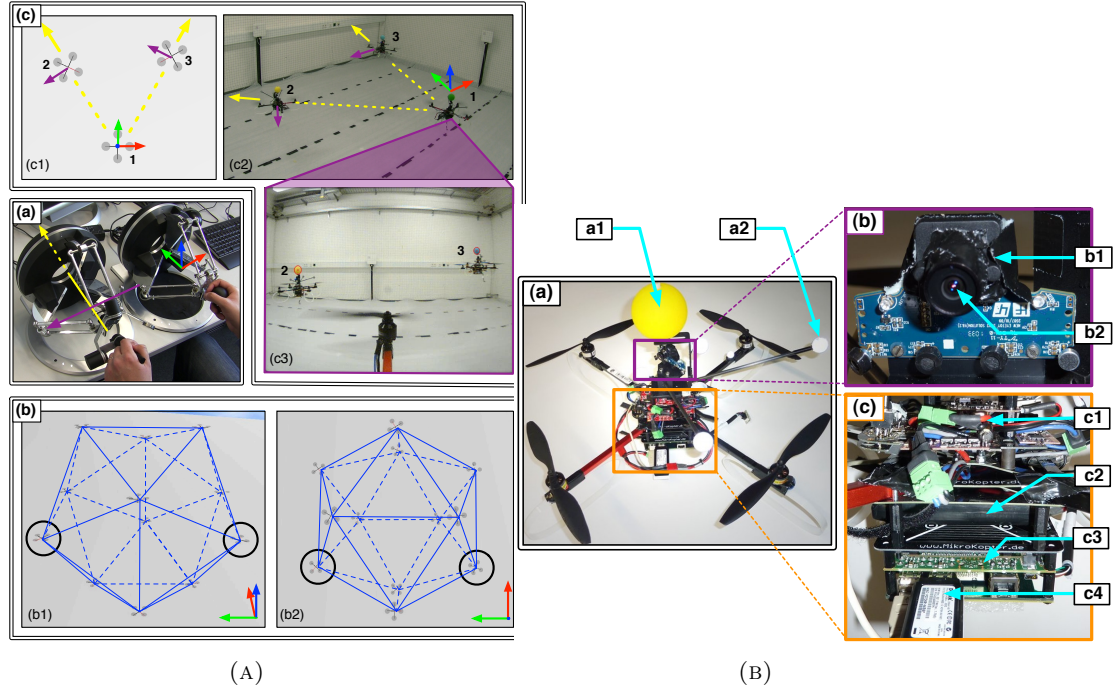 (c)
2
3
1
(c1)
3
2
1
(c2)
(a)
2
3
(c3)
(b)
(b1)
(b2)
(A)
a1
a2
(a)
(b)
b1
b2
(c)
c1
c2
c3
c4
www.MikroKopter.de
(B)